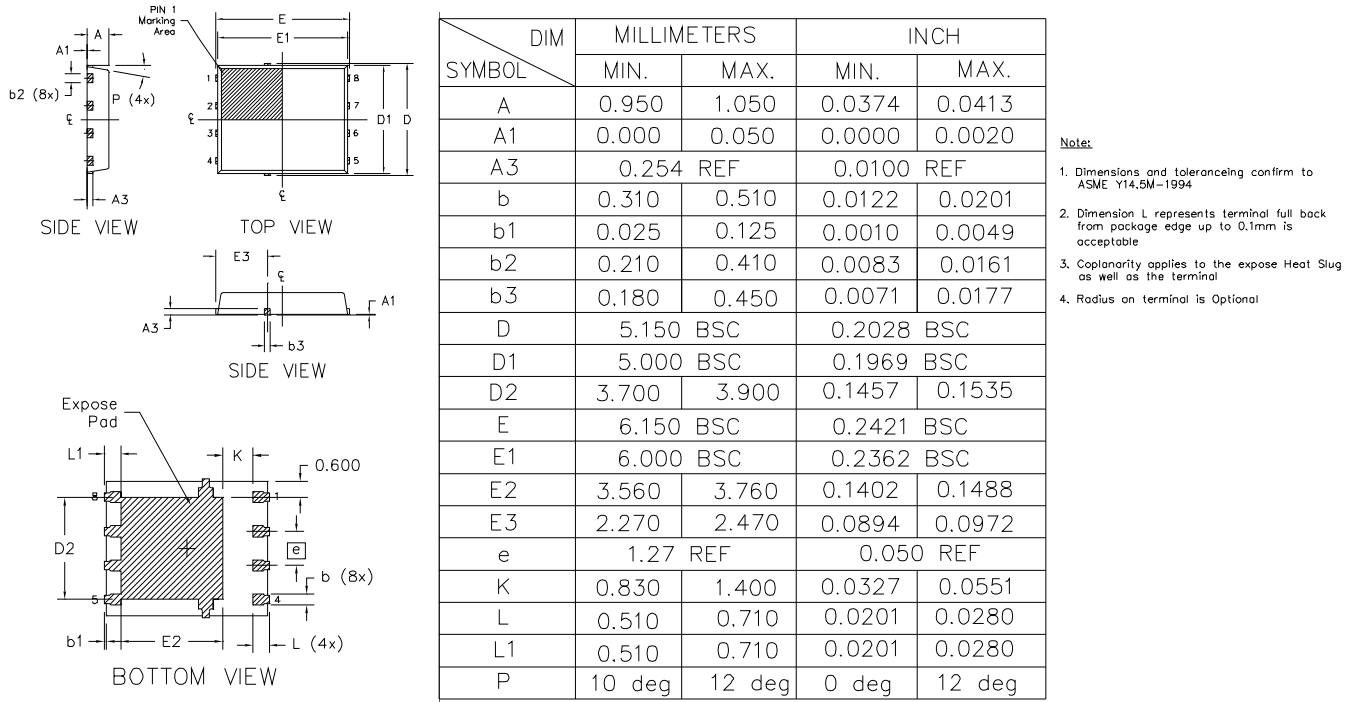 PIN 1
Marking
Area
A
A1
b2 (8x)
P (4x)
℄
A3
SIDE VIEW
E
E1
1
2
3
4
8
7
6
5
℄
℄
D1
D
TOP VIEW
E3
℄
A1
A3
b3
SIDE VIEW
Expose
Pad
L1
K
0.600
8
1
D2
e
b (8x)
5
4
b1
E2
L (4x)
BOTTOM VIEW
DIM MILLIMETERS INCH
SYMBOL MIN. MAX. MIN. MAX.
A 0.950 1.050 0.0374 0.0413
A1 0.000 0.050 0.0000 0.0020
A3 0.254 REF 0.0100 REF
b 0.310 0.510 0.0122 0.0201
b1 0.025 0.125 0.0010 0.0049
b2 0.210 0.410 0.0083 0.0161
b3 0.180 0.450 0.0071 0.0177
D 5.150 BSC 0.2028 BSC
D1 5.000 BSC 0.1969 BSC
D2 3.700 3.900 0.1457 0.1535
E 6.150 BSC 0.2421 BSC
E1 6.000 BSC 0.2362 BSC
E2 3.560 3.760 0.1402 0.1488
E3 2.270 2.470 0.0894 0.0972
e 1.27 REF 0.050 REF
K 0.830 1.400 0.0327 0.0551
L 0.510 0.710 0.0201 0.0280
L1 0.510 0.710 0.0201 0.0280
P 10 deg 12 deg 0 deg 12 deg
Note:
1. Dimensions and toleranceing confirm to
ASME Y14.5M-1994
2. Dimension L represents terminal full back
from package edge up to 0.1mm is
acceptable
3. Coplanarity applies to the expose Heat Slug
as well as the terminal
4. Radius on terminal is Optional